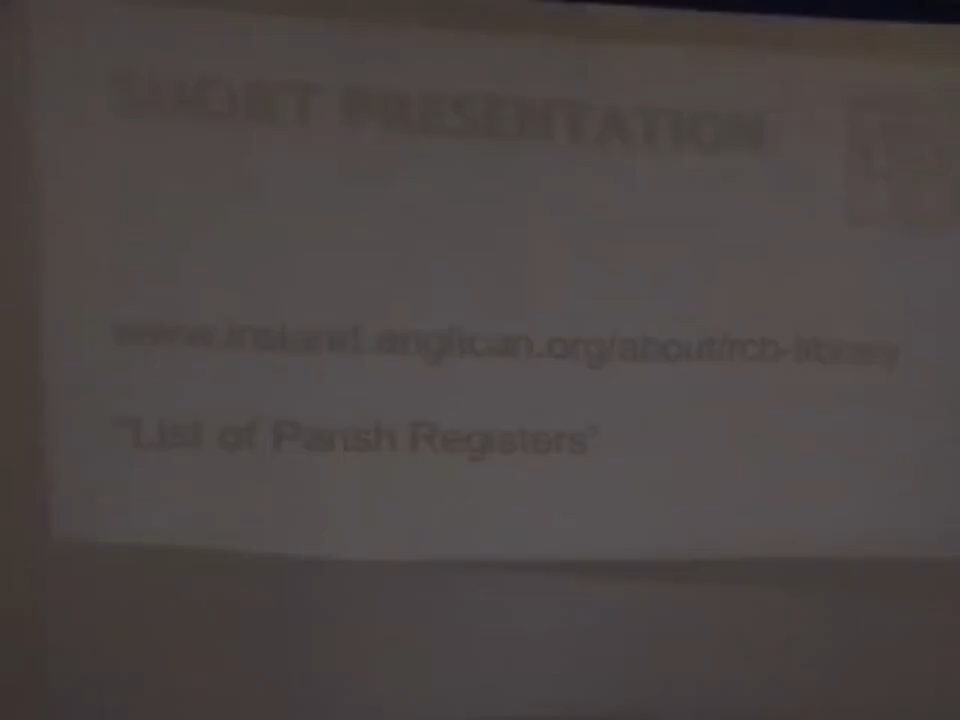 SHORT PRESENTATION
www.ireland.anglican.org/about/rcb-library
"List of Parish Registers"